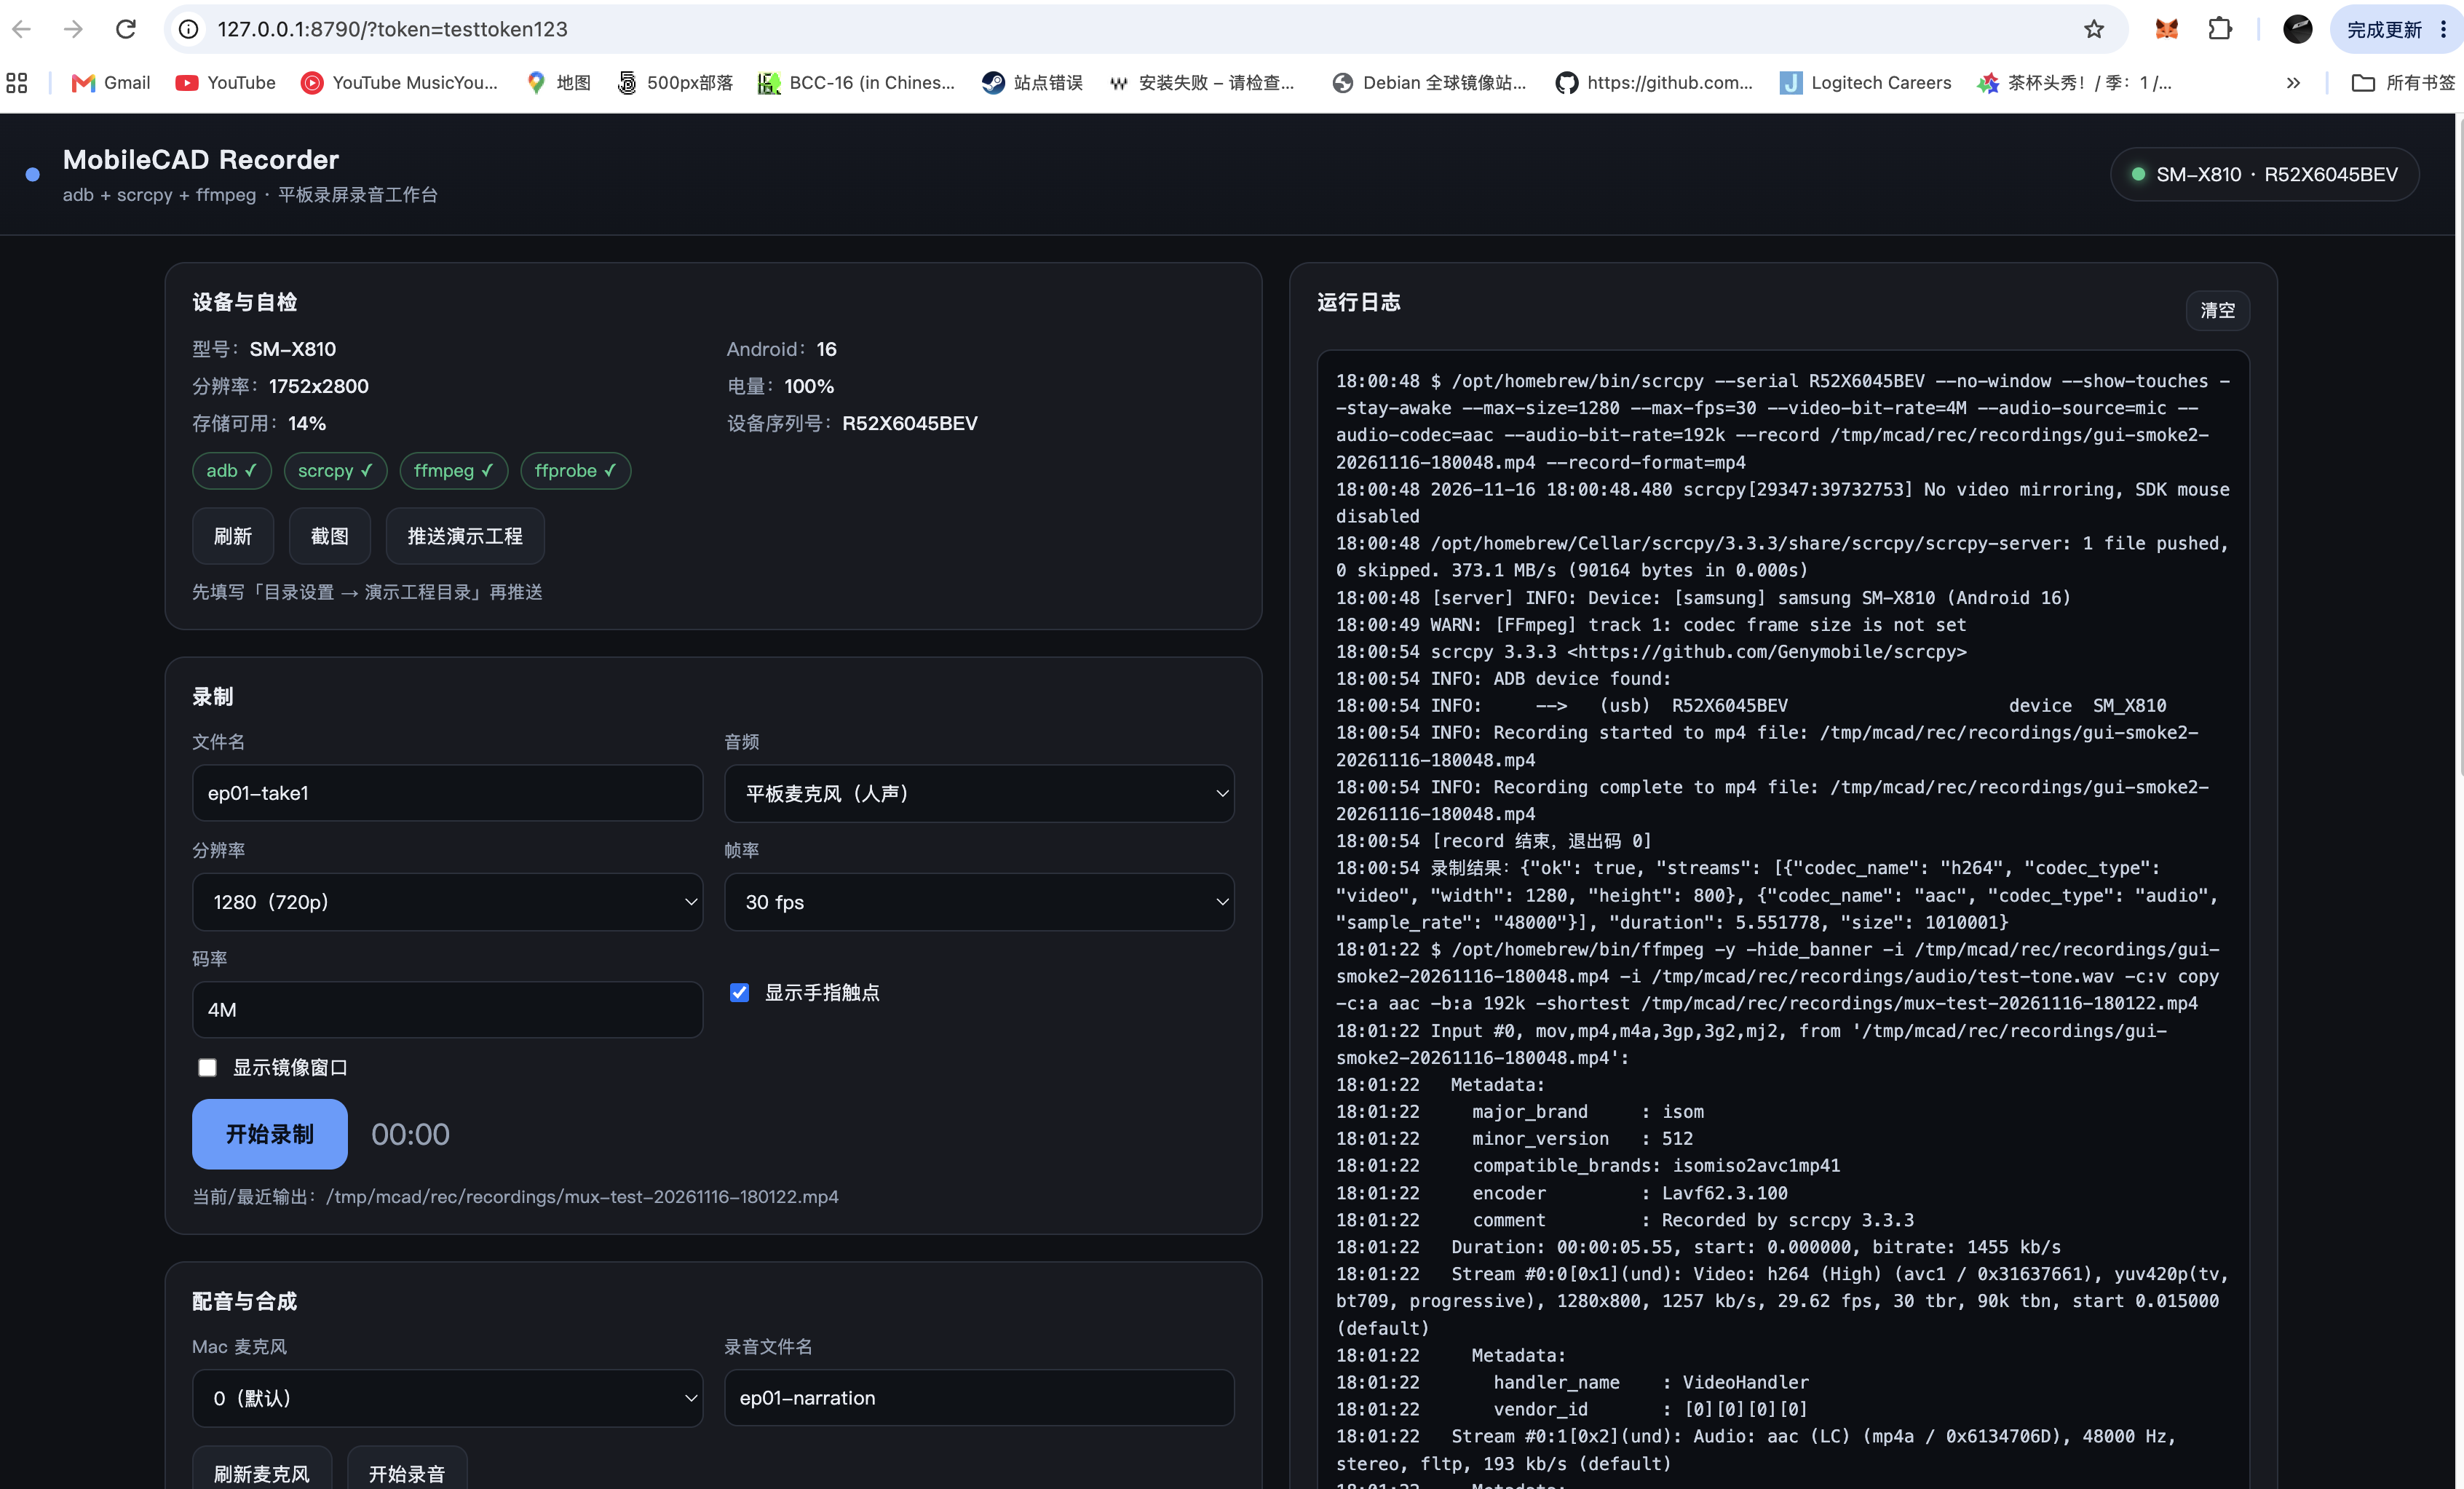 127.0.0.1:8790/?token=testtoken123
完成更新
Gmail
YouTube
YouTube MusicYou...
地图
500px部落
BCC-16 (in Chines...
站点错误
安装失败 – 请检查...
Debian 全球镜像站...
https://github.com...
Logitech Careers
茶杯头秀！/ 季：1 /...
所有书签
MobileCAD Recorder
adb + scrcpy + ffmpeg · 平板录屏录音工作台
SM-X810 · R52X6045BEV
设备与自检
型号：SM-X810
Android：16
分辨率：1752x2800
电量：100%
存储可用：14%
设备序列号：R52X6045BEV
adb ✓
scrcpy ✓
ffmpeg ✓
ffprobe ✓
刷新
截图
推送演示工程
先填写「目录设置 → 演示工程目录」再推送
录制
文件名
音频
ep01-take1
平板麦克风（人声）
分辨率
帧率
1280（720p）
30 fps
码率
4M
显示手指触点
显示镜像窗口
开始录制
00:00
当前/最近输出：/tmp/mcad/rec/recordings/mux-test-20261116-180122.mp4
配音与合成
Mac 麦克风
录音文件名
0（默认）
ep01-narration
刷新麦克风
开始录音
运行日志
清空
18:00:48 $ /opt/homebrew/bin/scrcpy --serial R52X6045BEV --no-window --show-touches -
-stay-awake --max-size=1280 --max-fps=30 --video-bit-rate=4M --audio-source=mic --
audio-codec=aac --audio-bit-rate=192k --record /tmp/mcad/rec/recordings/gui-smoke2-
20261116-180048.mp4 --record-format=mp4
18:00:48 2026-11-16 18:00:48.480 scrcpy[29347:39732753] No video mirroring, SDK mouse
disabled
18:00:48 /opt/homebrew/Cellar/scrcpy/3.3.3/share/scrcpy/scrcpy-server: 1 file pushed,
0 skipped. 373.1 MB/s (90164 bytes in 0.000s)
18:00:48 [server] INFO: Device: [samsung] samsung SM-X810 (Android 16)
18:00:49 WARN: [FFmpeg] track 1: codec frame size is not set
18:00:54 scrcpy 3.3.3 <https://github.com/Genymobile/scrcpy>
18:00:54 INFO: ADB device found:
18:00:54 INFO:     -->   (usb)  R52X6045BEV                     device  SM_X810
18:00:54 INFO: Recording started to mp4 file: /tmp/mcad/rec/recordings/gui-smoke2-
20261116-180048.mp4
18:00:54 INFO: Recording complete to mp4 file: /tmp/mcad/rec/recordings/gui-smoke2-
20261116-180048.mp4
18:00:54 [record 结束，退出码 0]
18:00:54 录制结果：{"ok": true, "streams": [{"codec_name": "h264", "codec_type":
"video", "width": 1280, "height": 800}, {"codec_name": "aac", "codec_type": "audio",
"sample_rate": "48000"}], "duration": 5.551778, "size": 1010001}
18:01:22 $ /opt/homebrew/bin/ffmpeg -y -hide_banner -i /tmp/mcad/rec/recordings/gui-
smoke2-20261116-180048.mp4 -i /tmp/mcad/rec/recordings/audio/test-tone.wav -c:v copy
-c:a aac -b:a 192k -shortest /tmp/mcad/rec/recordings/mux-test-20261116-180122.mp4
18:01:22 Input #0, mov,mp4,m4a,3gp,3g2,mj2, from '/tmp/mcad/rec/recordings/gui-
smoke2-20261116-180048.mp4':
18:01:22   Metadata:
18:01:22     major_brand     : isom
18:01:22     minor_version   : 512
18:01:22     compatible_brands: isomiso2avc1mp41
18:01:22     encoder         : Lavf62.3.100
18:01:22     comment         : Recorded by scrcpy 3.3.3
18:01:22   Duration: 00:00:05.55, start: 0.000000, bitrate: 1455 kb/s
18:01:22   Stream #0:0[0x1](und): Video: h264 (High) (avc1 / 0x31637661), yuv420p(tv,
bt709, progressive), 1280x800, 1257 kb/s, 29.62 fps, 30 tbr, 90k tbn, start 0.015000
(default)
18:01:22     Metadata:
18:01:22       handler_name    : VideoHandler
18:01:22       vendor_id       : [0][0][0][0]
18:01:22   Stream #0:1[0x2](und): Audio: aac (LC) (mp4a / 0x6134706D), 48000 Hz,
stereo, fltp, 193 kb/s (default)
18:01:22     Metadata: